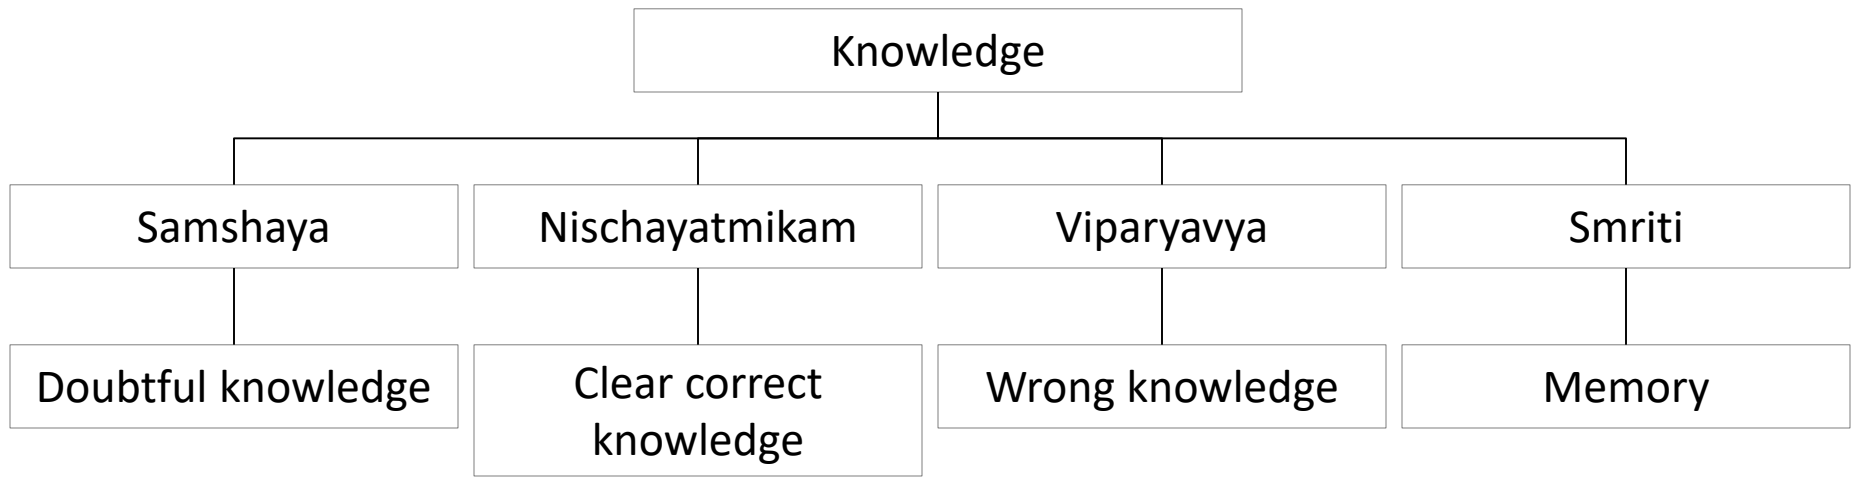 Knowledge
Samshaya
Nischayatmikam
Viparyavya
Smriti
Doubtful knowledge
Clear correct
knowledge
Wrong knowledge
Memory